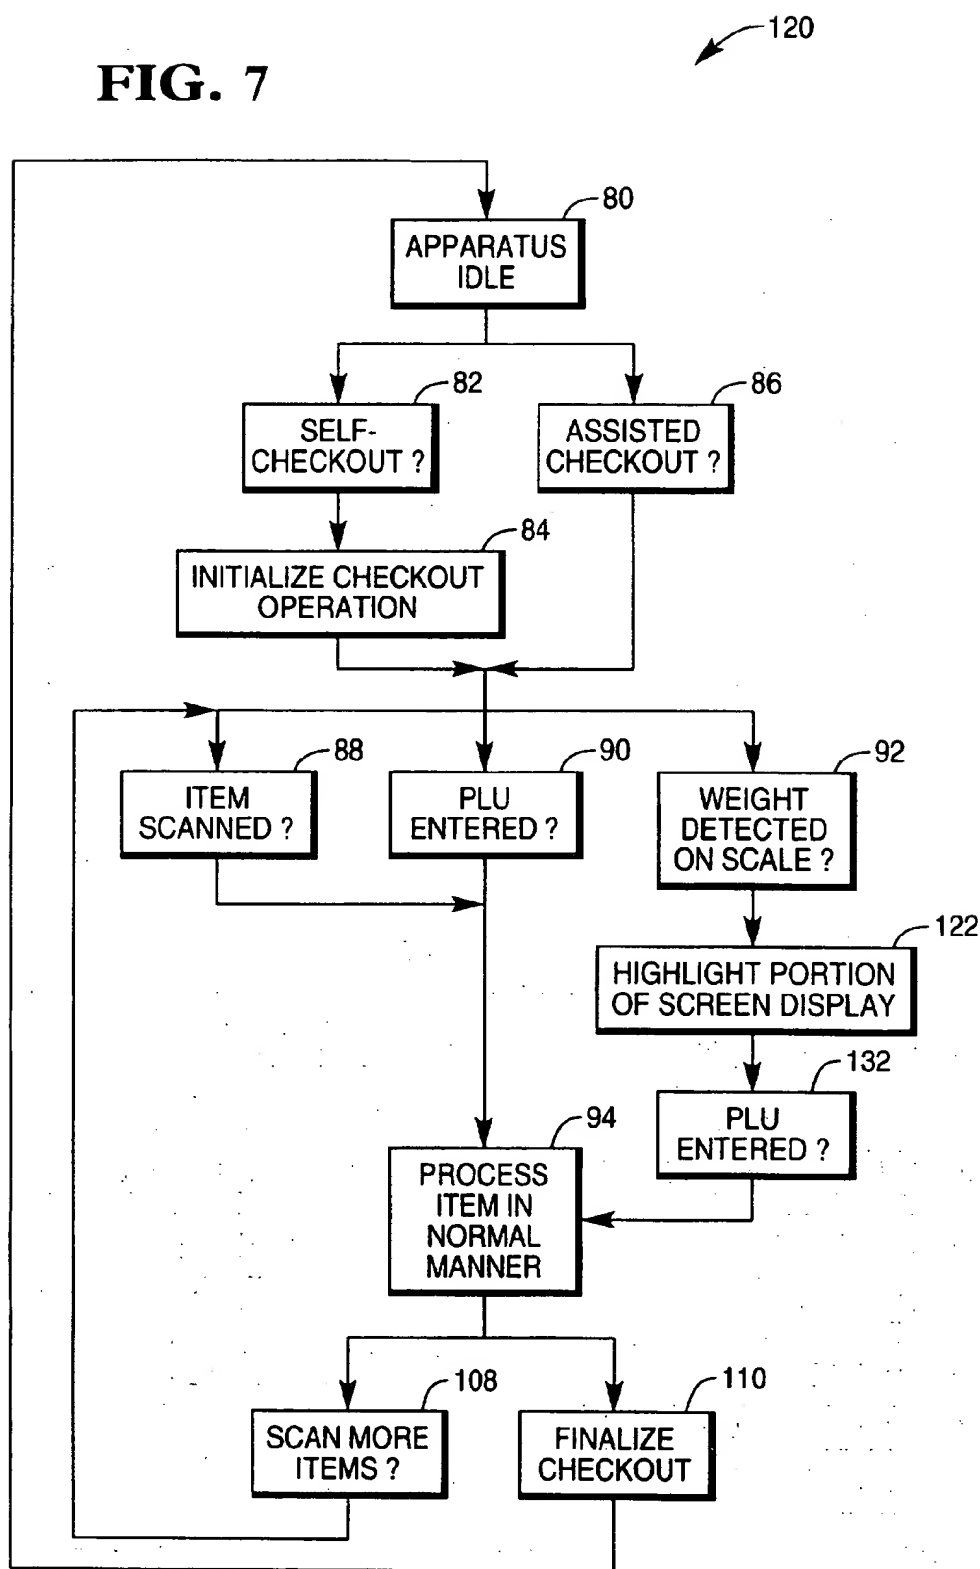 120
FIG. 7
80
APPARATUS
IDLE
82
SELF-
CHECKOUT ?
86
ASSISTED
CHECKOUT ?
84
INITIALIZE CHECKOUT
OPERATION
88
ITEM
SCANNED ?
90
PLU
ENTERED ?
92
WEIGHT
DETECTED
ON SCALE ?
122
HIGHLIGHT PORTION
OF SCREEN DISPLAY
132
PLU
ENTERED ?
94
PROCESS
ITEM IN
NORMAL
MANNER
108
SCAN MORE
ITEMS ?
110
FINALIZE
CHECKOUT